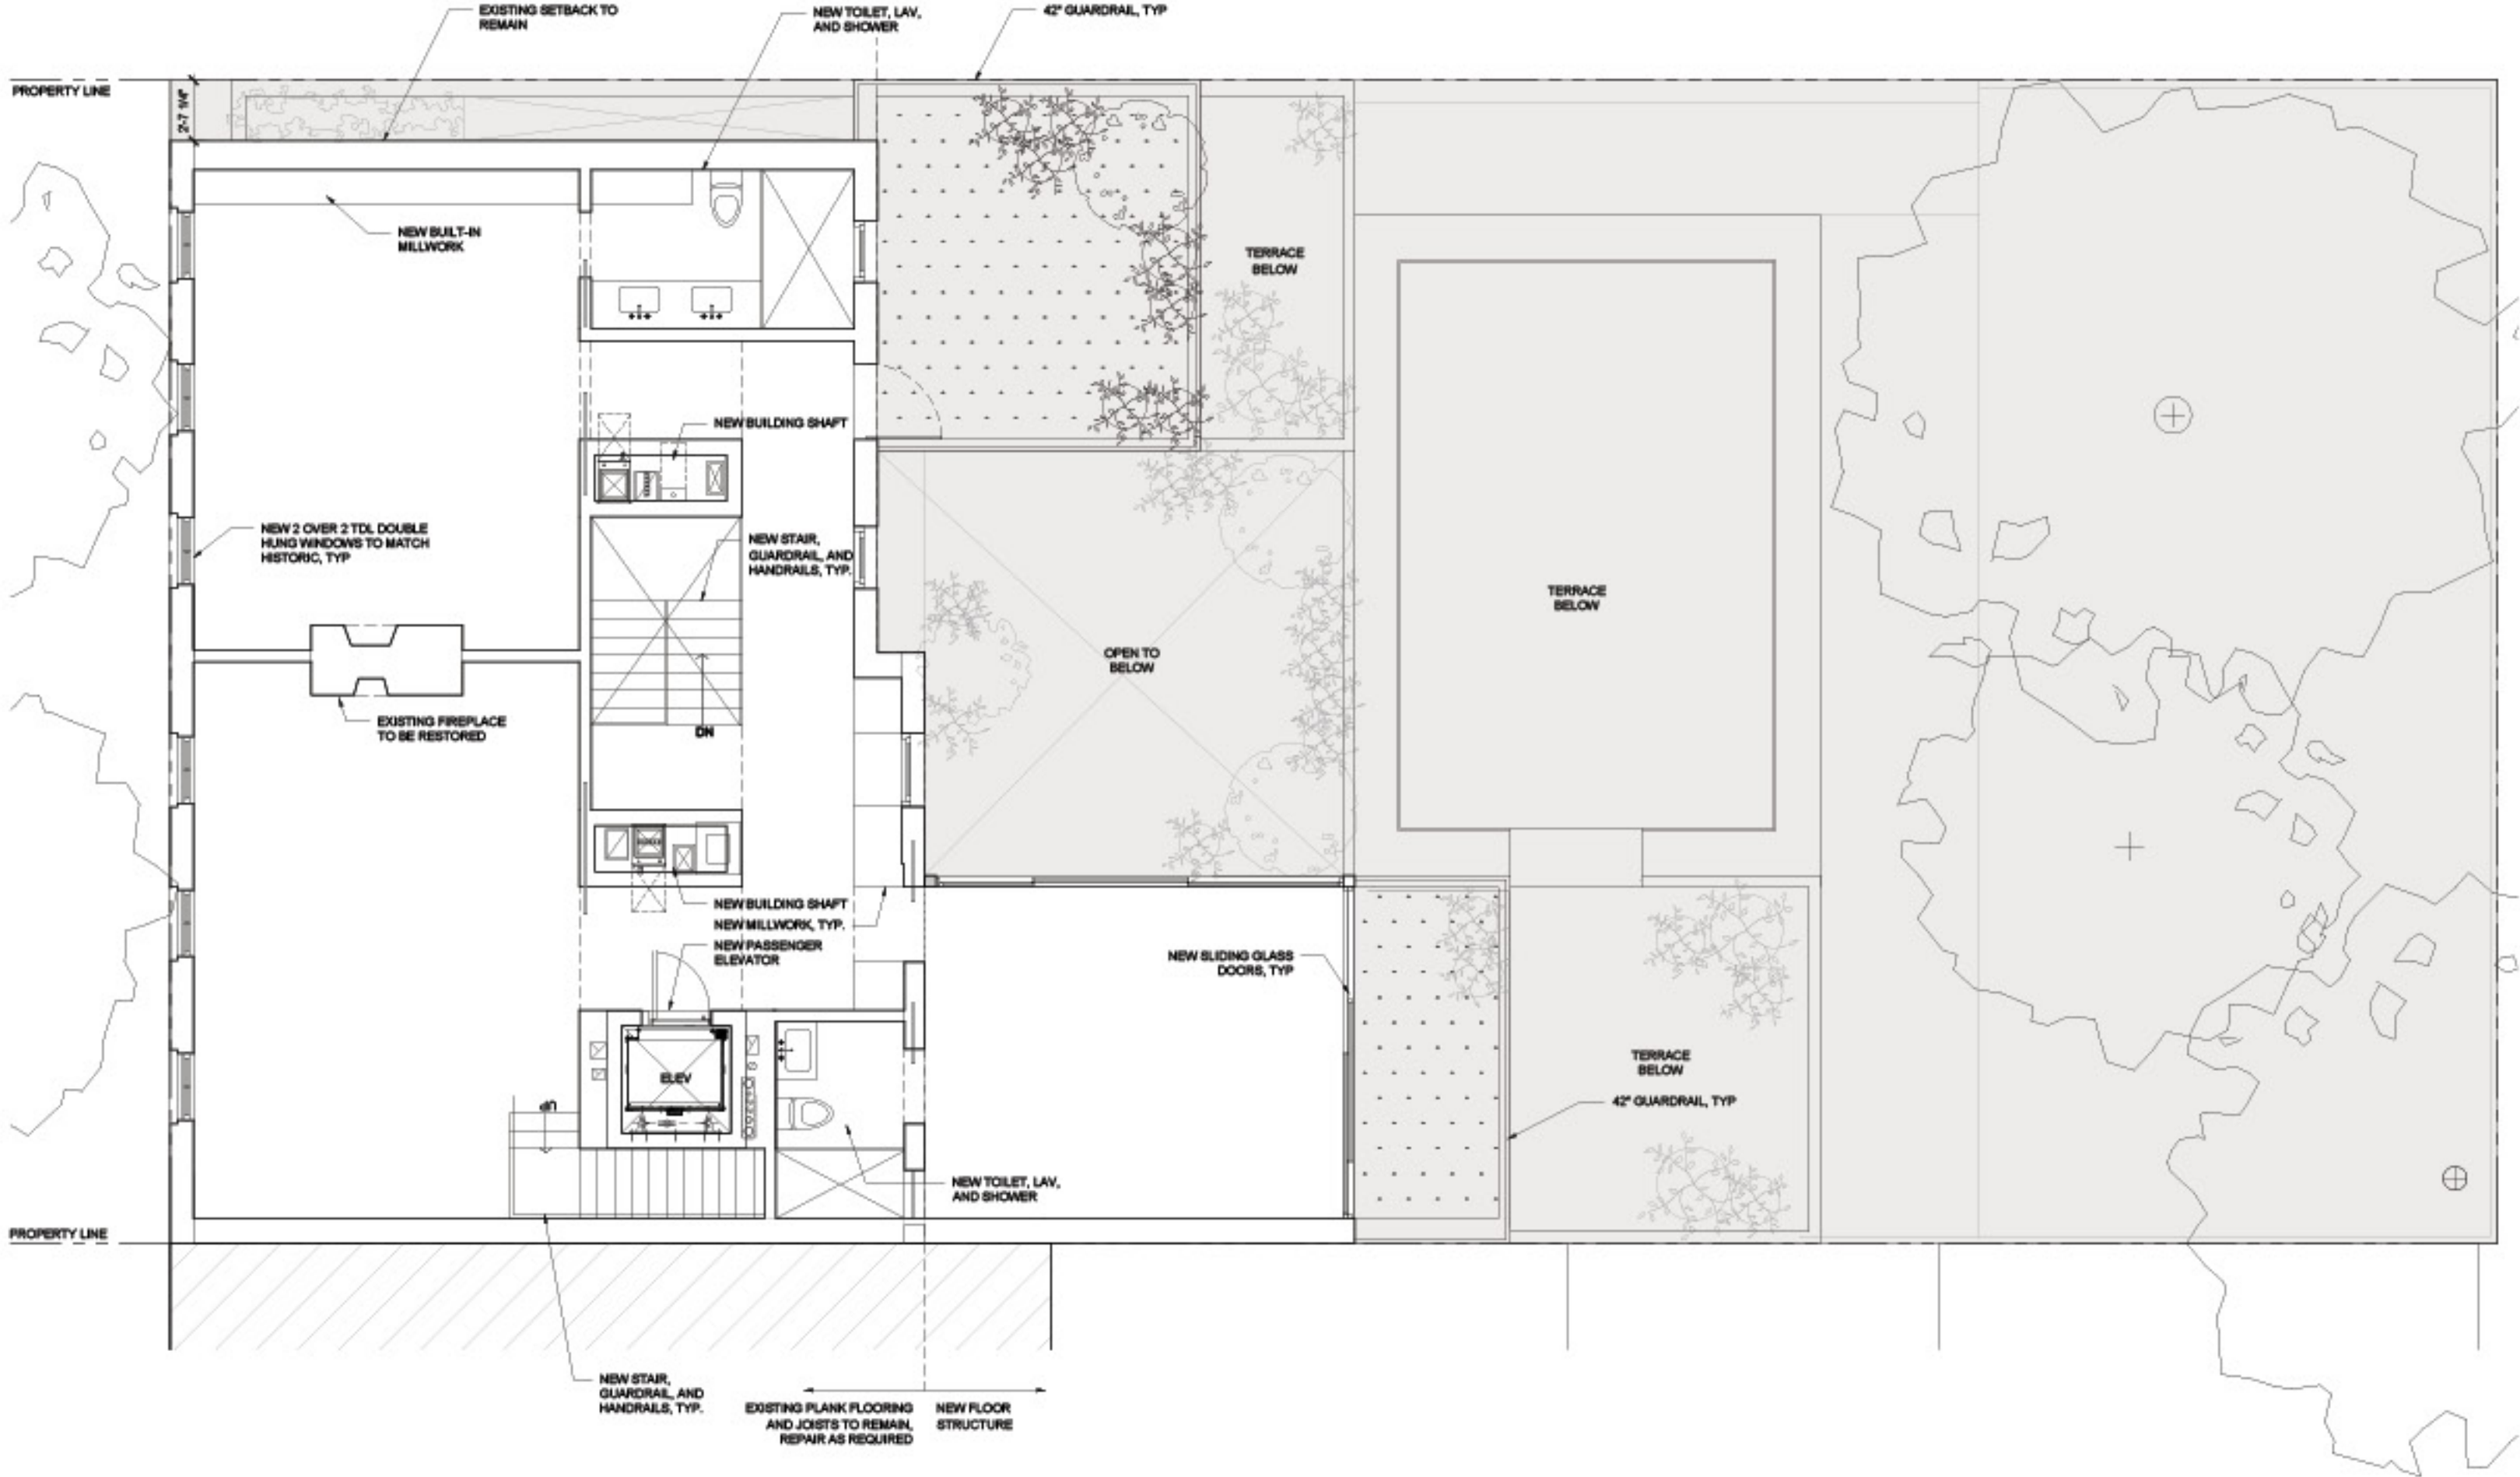 EXISTING SETBACK TO
REMAIN
NEW TOILET, LAV,
AND SHOWER
42" GUARDRAIL, TYP
PROPERTY LINE
2'-7 1/4"
NEW BUILT-IN
MILLWORK
TERRACE
BELOW
NEW BUILDING SHAFT
NEW 2 OVER 2 TDL DOUBLE
HUNG WINDOWS TO MATCH
HISTORIC, TYP
NEW STAIR,
GUARDRAIL, AND
HANDRAILS, TYP.
TERRACE
BELOW
OPEN TO
BELOW
EXISTING FIREPLACE
TO BE RESTORED
DN
NEW BUILDING SHAFT
NEW MILLWORK, TYP.
NEW PASSENGER
ELEVATOR
NEW SLIDING GLASS
DOORS, TYP
ELEV
TERRACE
BELOW
UP
42" GUARDRAIL, TYP
NEW TOILET, LAV,
AND SHOWER
PROPERTY LINE
NEW STAIR,
GUARDRAIL, AND
HANDRAILS, TYP.
EXISTING PLANK FLOORING
AND JOISTS TO REMAIN,
REPAIR AS REQUIRED
NEW FLOOR
STRUCTURE